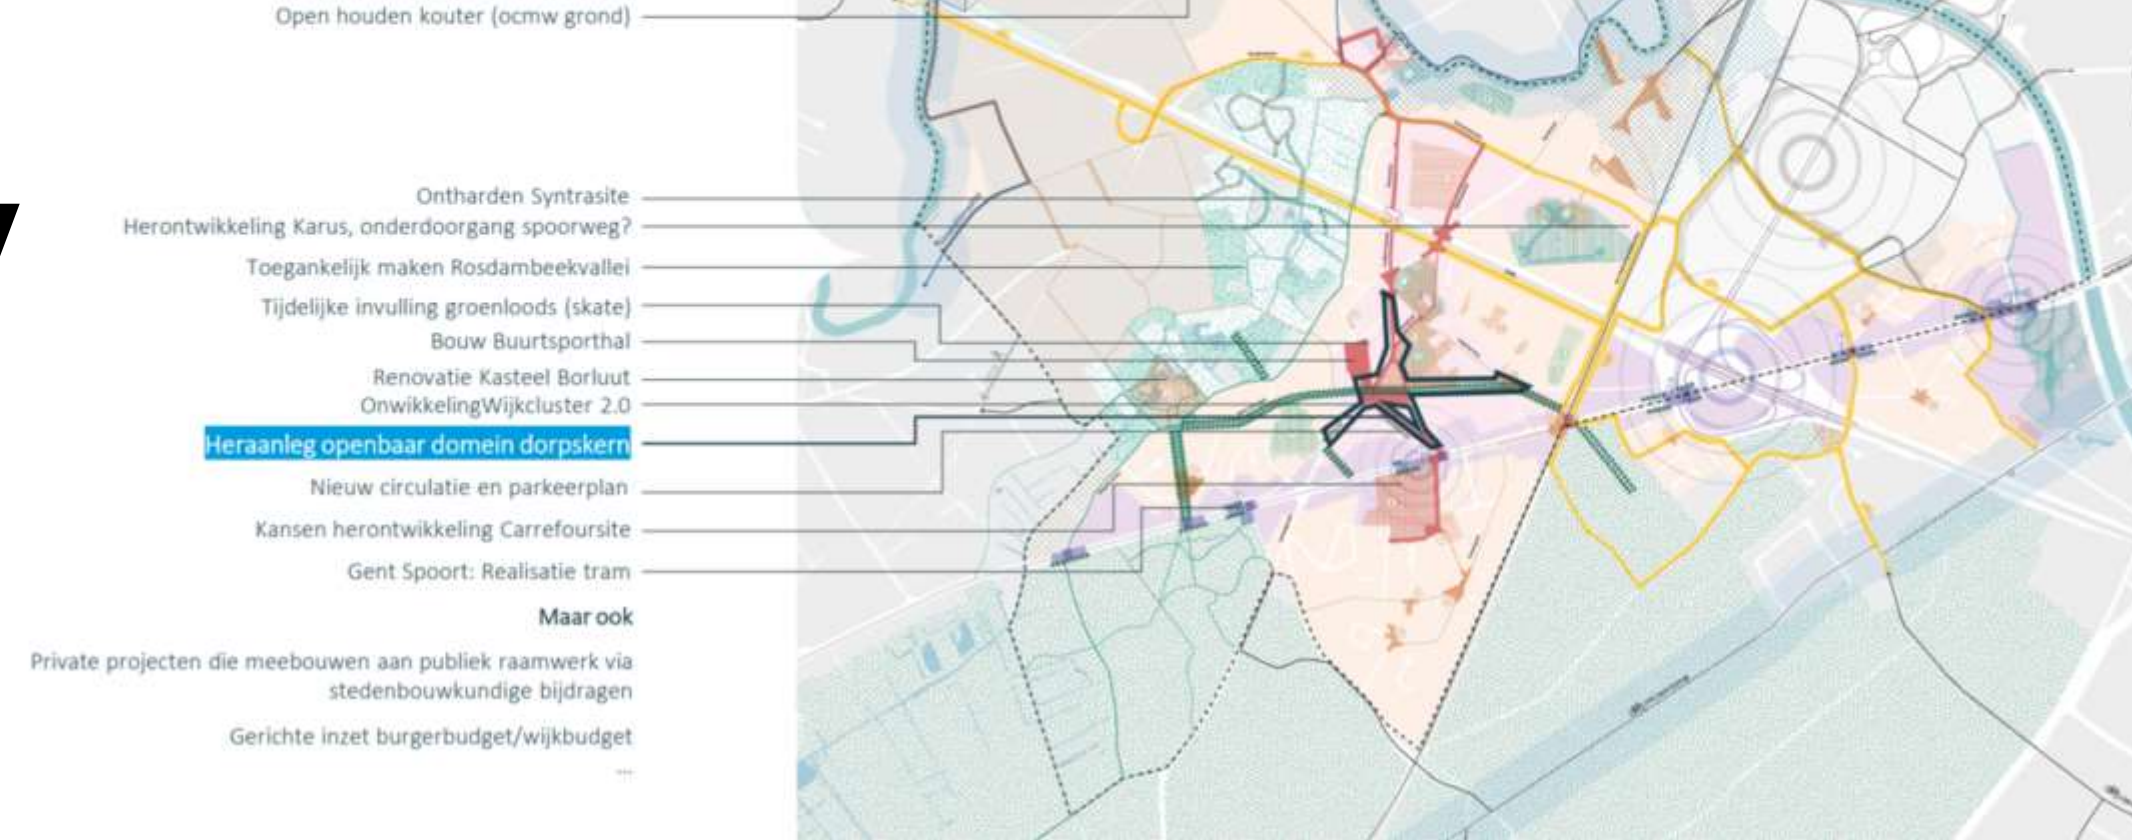 Open houden kouter (ocmw grond)
Ontharden Syntrasite
Herontwikkeling Karus, onderdoorgang spoorweg?
Toegankelijk maken Rosdambeekvallei
Tijdelijke invulling groenloods (skate)
Bouw Buurtsporthal
Renovatie Kasteel Borluut
OnwikkelingWijkcluster 2.0
Heraanleg openbaar domein dorpskern
Nieuw circulatie en parkeerplan
Kansen herontwikkeling Carrefoursite
Gent Spoort: Realisatie tram
Maar ook
Private projecten die meebouwen aan publiek raamwerk via
stedenbouwkundige bijdragen
Gerichte inzet burgerbudget/wijkbudget
...